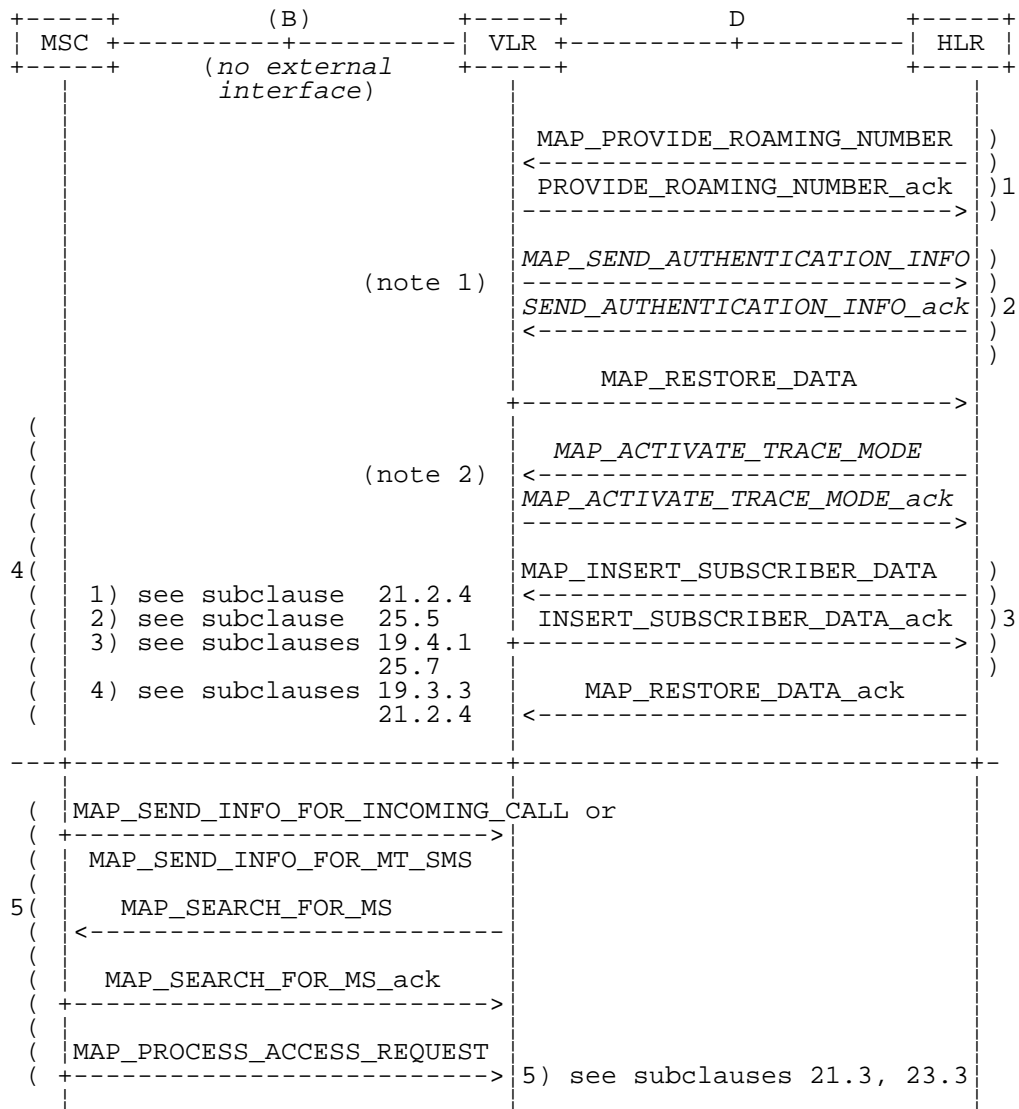 (B) D
MSC VLR HLR
(no external
interface)
MAP_PROVIDE_ROAMING_NUMBER )
)
PROVIDE_ROAMING_NUMBER_ack )1
)
MAP_SEND_AUTHENTICATION_INFO )
(note 1) )
SEND_AUTHENTICATION_INFO_ack )2
)
)
MAP_RESTORE_DATA
(
( MAP_ACTIVATE_TRACE_MODE
( (note 2)
( MAP_ACTIVATE_TRACE_MODE_ack
(
(
4( MAP_INSERT_SUBSCRIBER_DATA )
( 1) see subclause 21.2.4 )
( 2) see subclause 25.5 INSERT_SUBSCRIBER_DATA_ack )3
( 3) see subclauses 19.4.1 )
( 25.7 )
( 4) see subclauses 19.3.3 MAP_RESTORE_DATA_ack
( 21.2.4
( MAP_SEND_INFO_FOR_INCOMING_CALL or
(
( MAP_SEND_INFO_FOR_MT_SMS
(
5( MAP_SEARCH_FOR_MS
(
(
( MAP_SEARCH_FOR_MS_ack
(
(
( MAP_PROCESS_ACCESS_REQUEST
( 5) see subclauses 21.3, 23.3